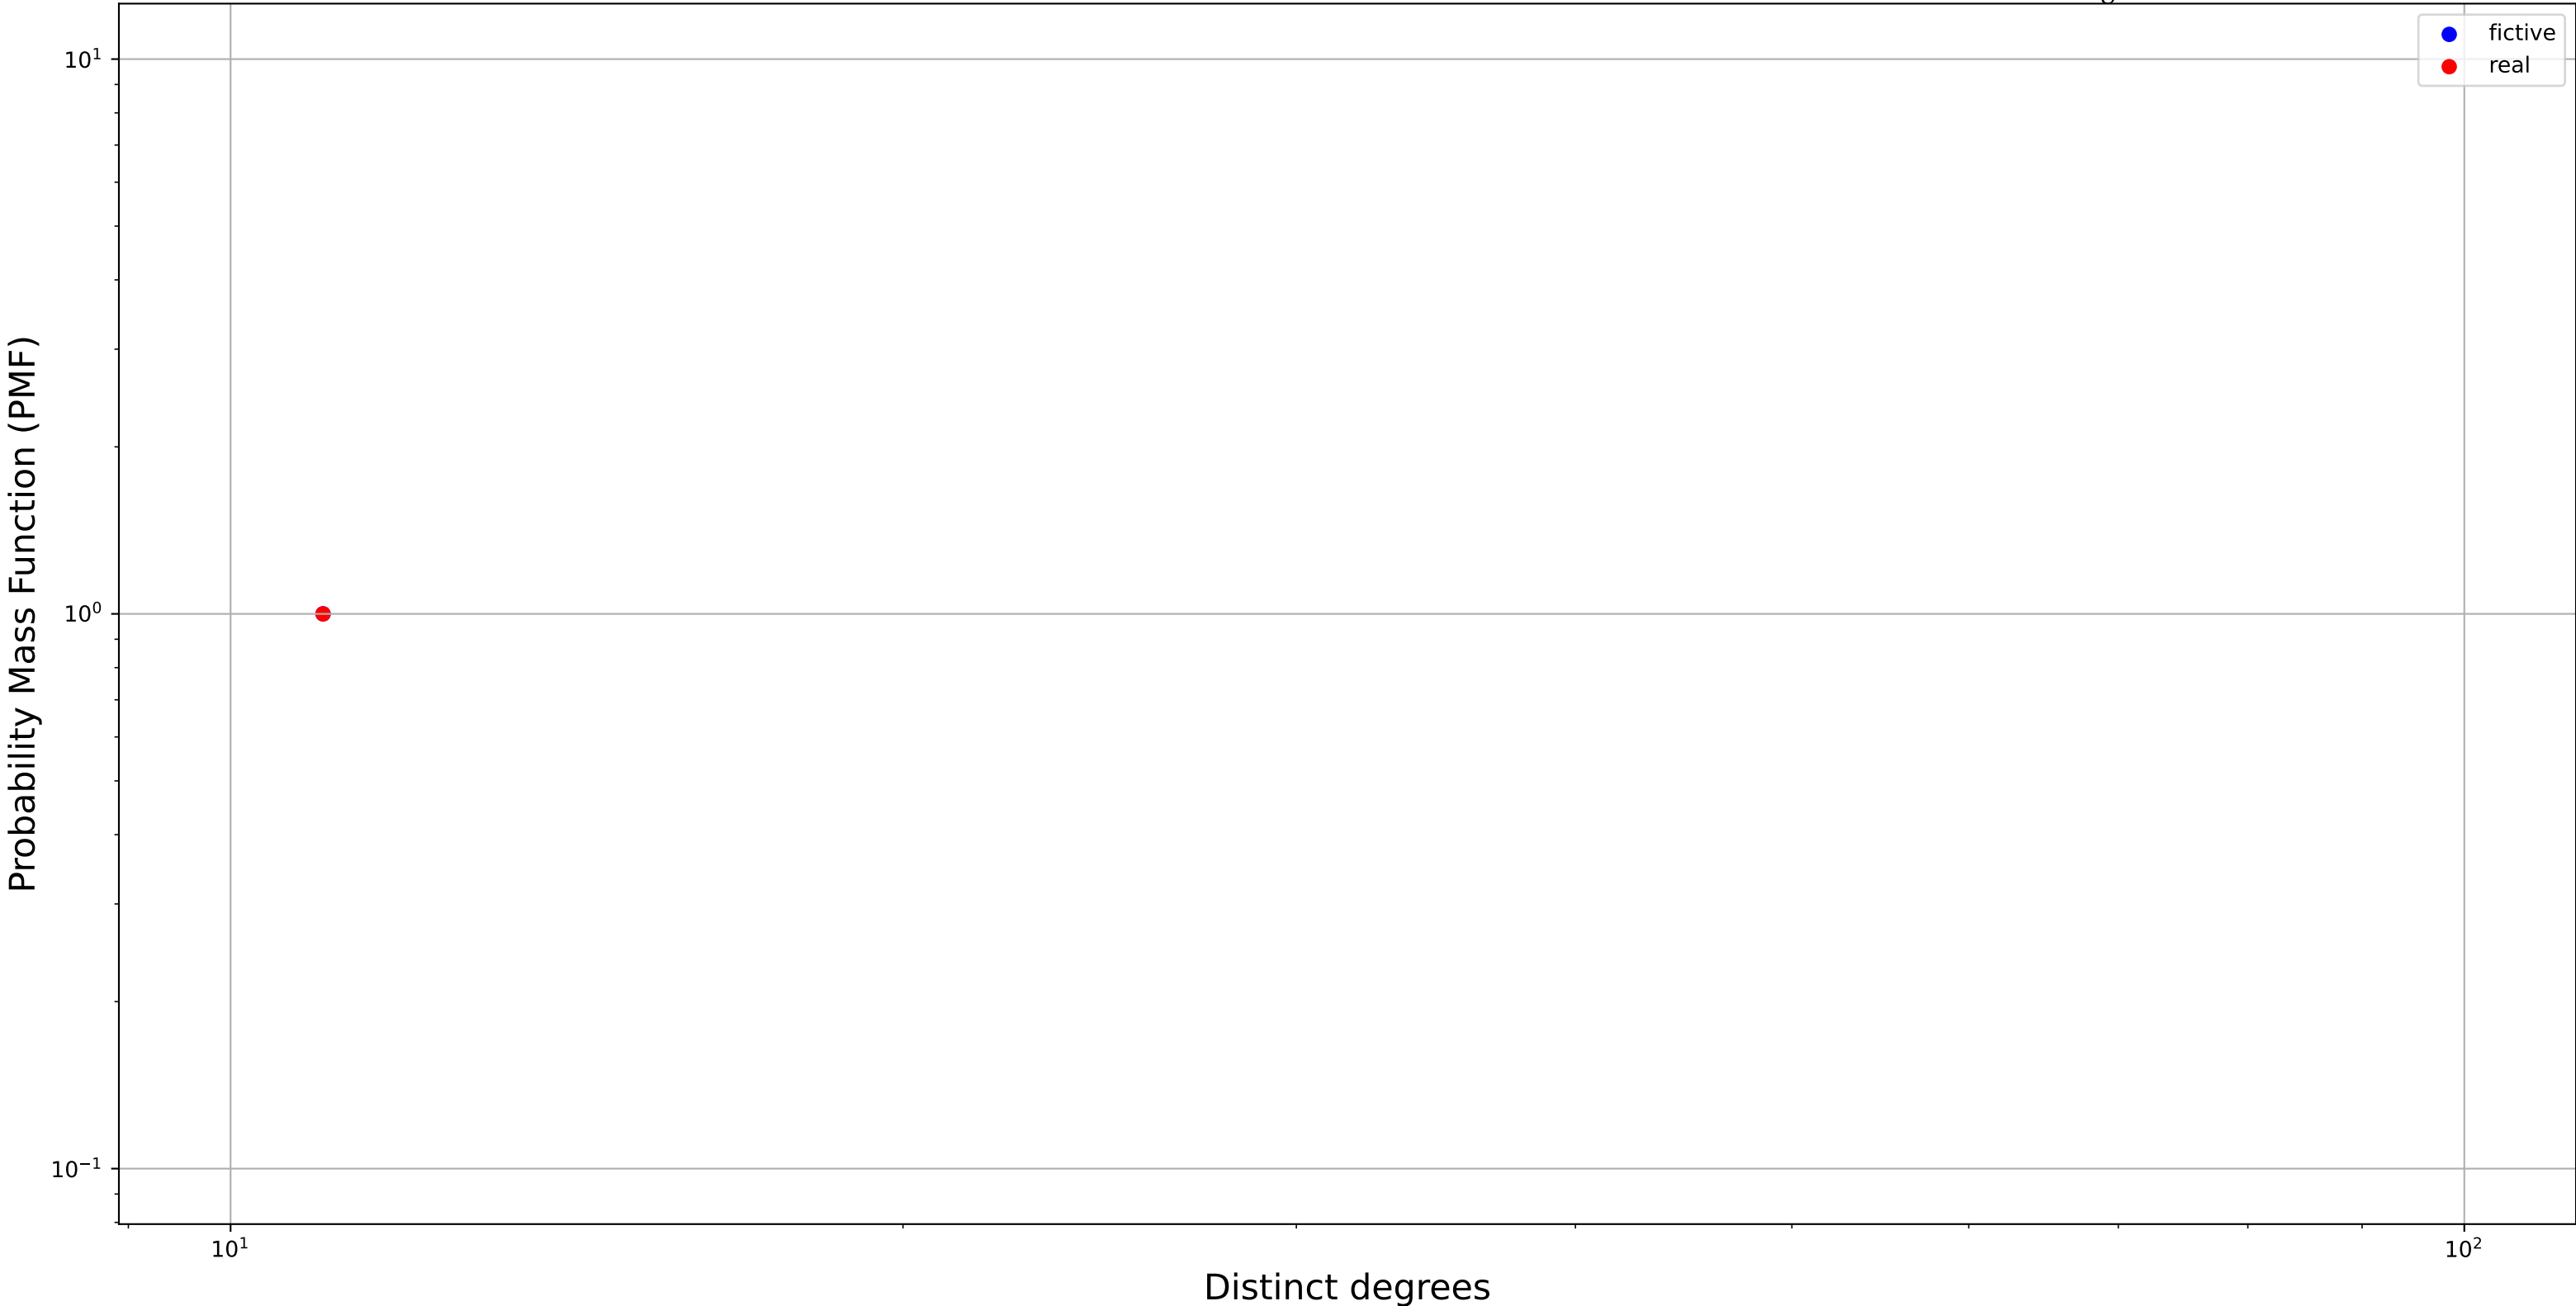 fictive
real
10¹
10⁰
10⁻¹
Probability Mass Function (PMF)
10¹
10²
Distinct degrees